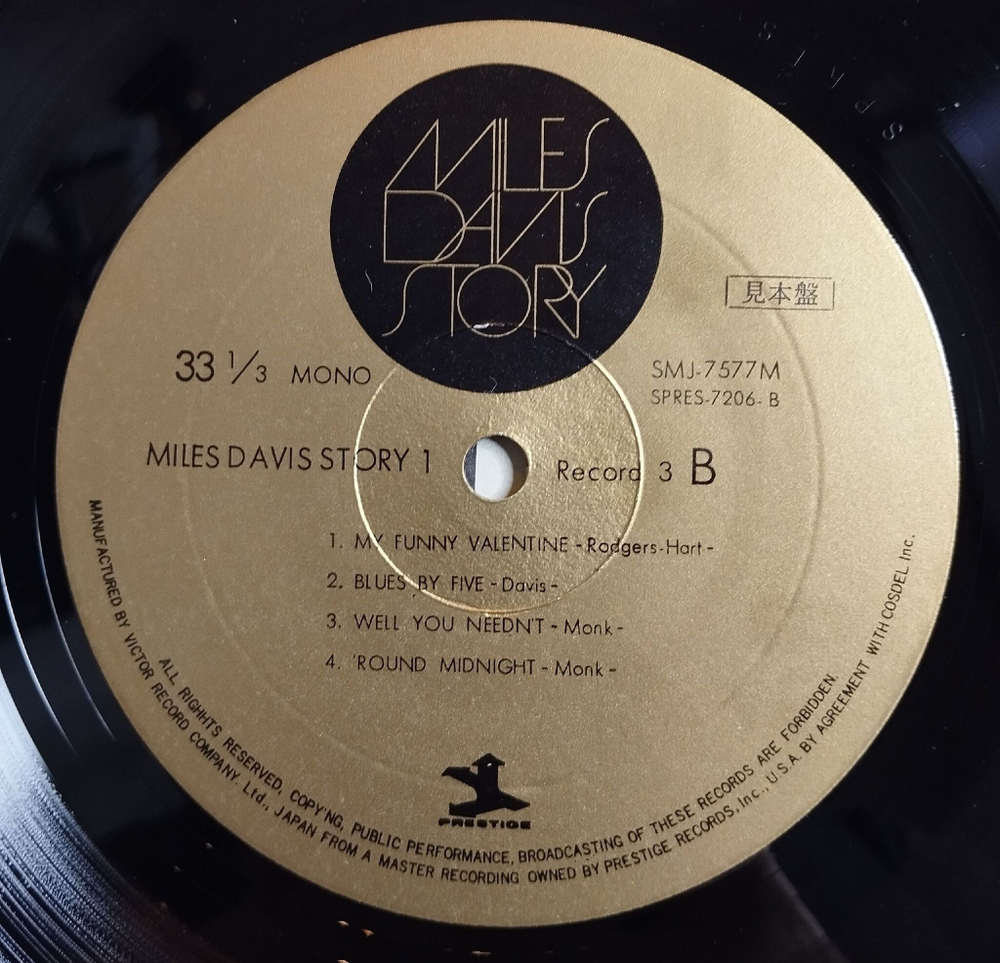 MILES
DAVIS
STORY
見本盤
33 1/3 MONO
SMJ-7577M
SPRES-7206-B
MILES DAVIS STORY 1
Record 3 B
1. MY FUNNY VALENTINE -Rodgers-Hart-
2. BLUES BY FIVE -Davis-
3. WELL YOU NEEDN'T -Monk-
4. 'ROUND MIDNIGHT -Monk-
PRESTIGE
ALL RIGHHTS RESERVED, COPY'NG, PUBLIC PERFORMANCE, BROADCASTING OF THESE RECORDS ARE FORBIDDEN.
MANUFACTURED BY VICTOR RECORD COMPANY. Ltd., JAPAN FROM A MASTER RECORDING OWNED BY PRESTIGE RECORDS, Inc., U.S.A. BY AGREEMENT WITH COSDEL Inc.